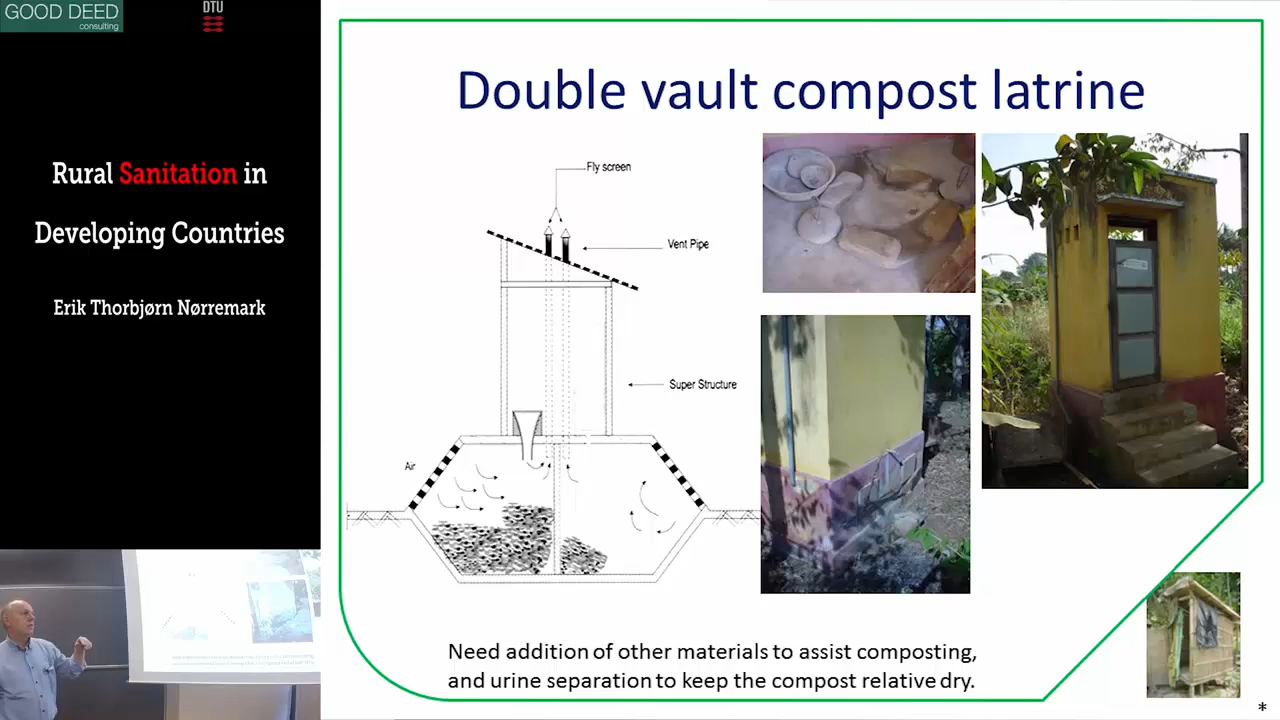 GOOD DEED
consulting
DTU
Rural Sanitation in
Developing Countries
Erik Thorbjørn Nørremark
Double vault compost latrine
Fly screen
Vent Pipe
Super Structure
Air
Need addition of other materials to assist composting,
and urine separation to keep the compost relative dry.
*